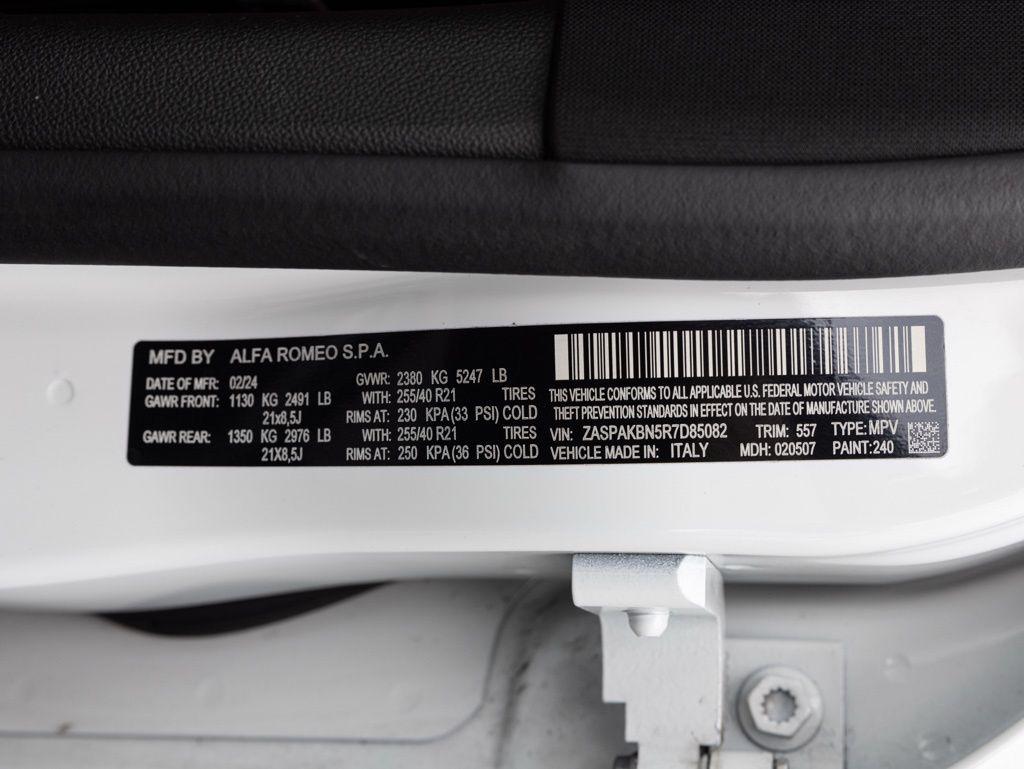 MFD BY ALFA ROMEO S.P.A.
DATE OF MFR: 02/24 GVWR: 2380 KG 5247 LB
GAWR FRONT: 1130 KG 2491 LB WITH: 255/40 R21 TIRES
21x8,5J RIMS AT: 230 KPA (33 PSI) COLD
GAWR REAR: 1350 KG 2976 LB WITH: 255/40 R21 TIRES
21X8,5J RIMS AT: 250 KPA (36 PSI) COLD
THIS VEHICLE CONFORMS TO ALL APPLICABLE U.S. FEDERAL MOTOR VEHICLE SAFETY AND
THEFT PREVENTION STANDARDS IN EFFECT ON THE DATE OF MANUFACTURE SHOWN ABOVE.
VIN: ZASPAKBN5R7D85082 TRIM: 557 TYPE: MPV
VEHICLE MADE IN: ITALY MDH: 020507 PAINT: 240